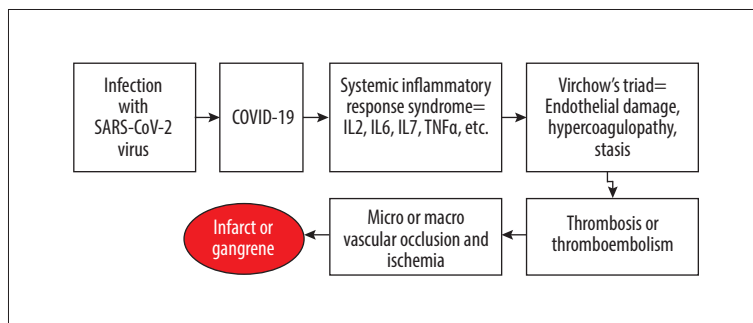 Infection
with
SARS-CoV-2
virus
COVID-19
Systemic inflammatory
response syndrome=
IL2, IL6, IL7, TNFα, etc.
Virchow's triad=
Endothelial damage,
hypercoagulopathy,
stasis
Thrombosis or
thromboembolism
Micro or macro
vascular occlusion and
ischemia
Infarct or
gangrene